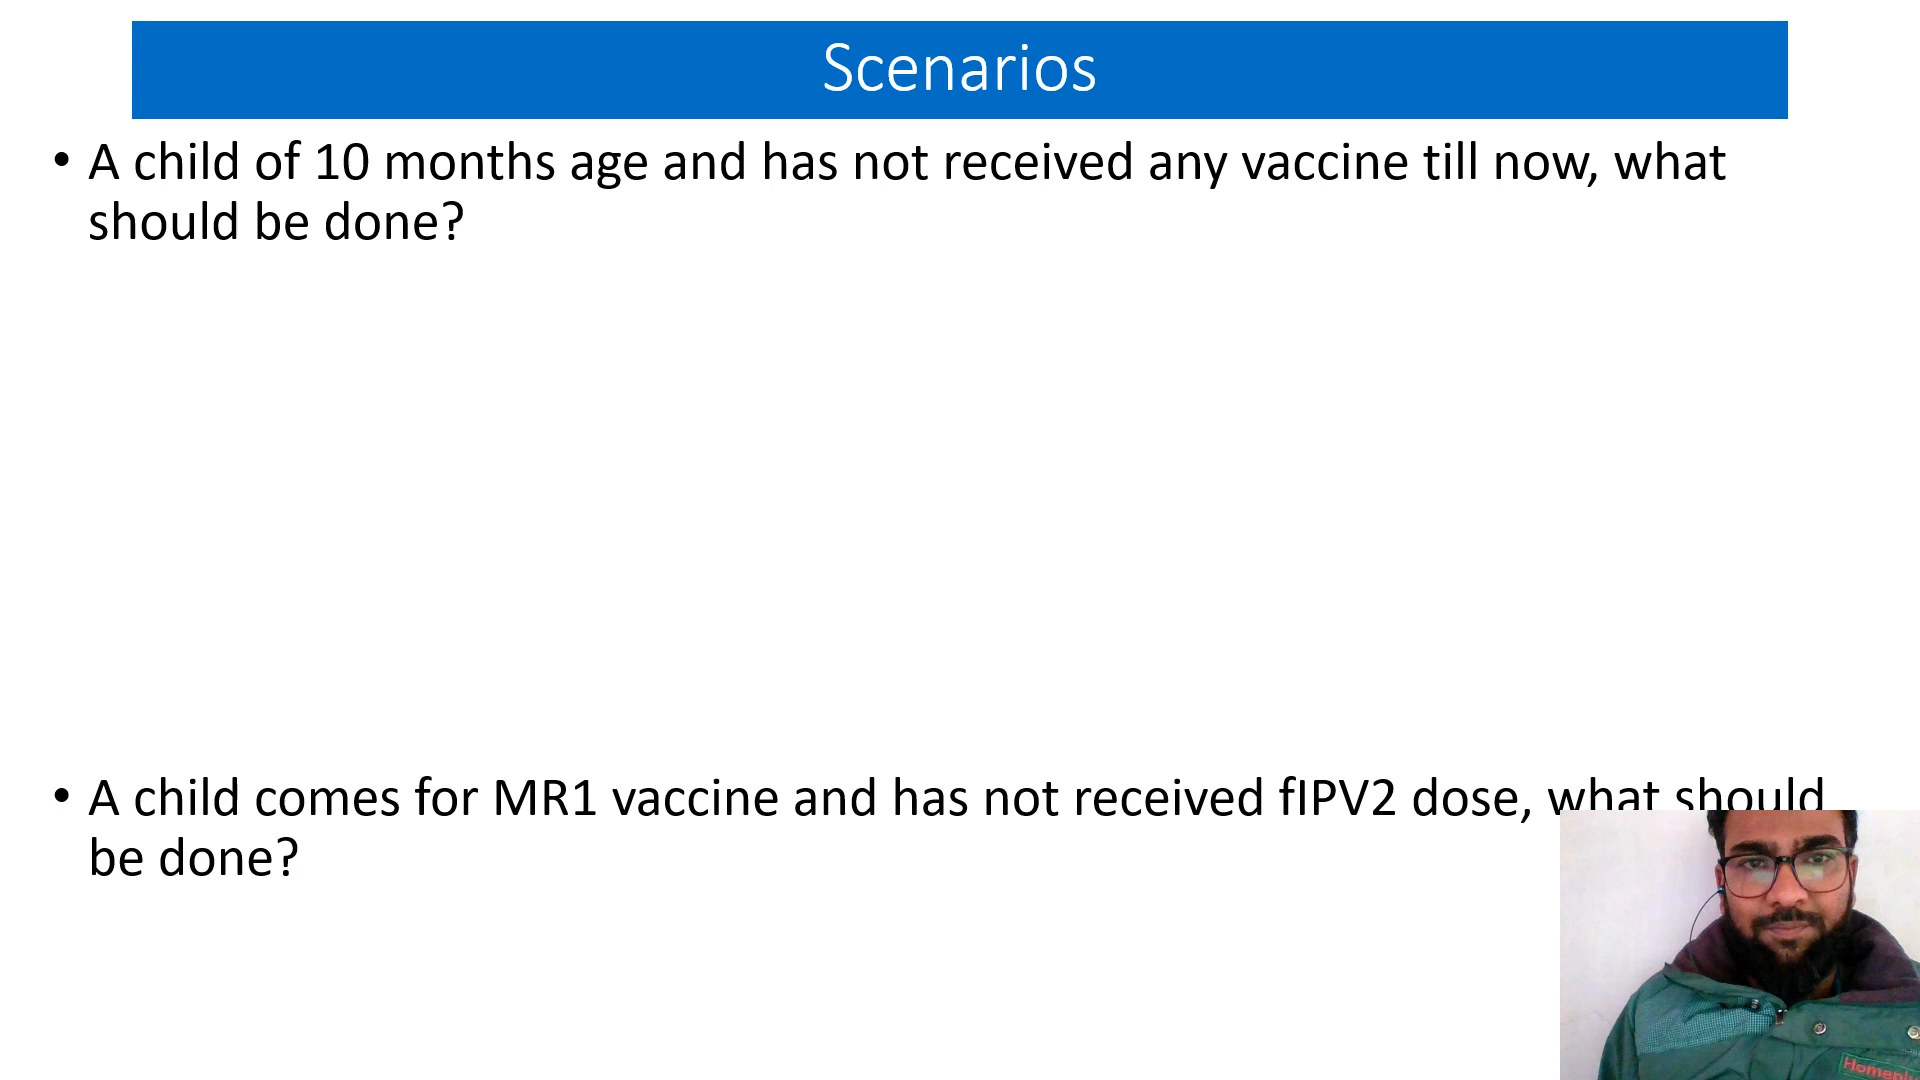 Scenarios
• A child of 10 months age and has not received any vaccine till now, what
should be done?
• A child comes for MR1 vaccine and has not received fIPV2 dose, what should
be done?